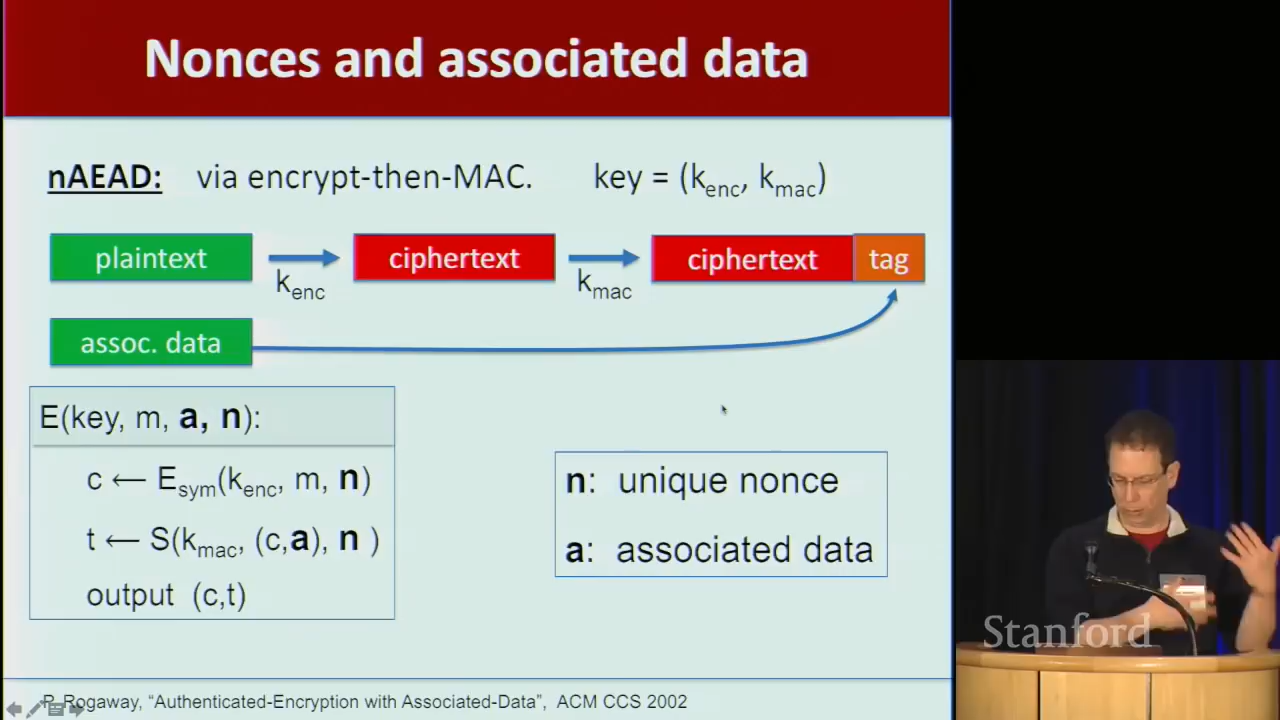 Nonces and associated data
nAEAD: via encrypt-then-MAC. key = (kenc, kmac)
plaintext
kenc
ciphertext
kmac
ciphertext
tag
assoc. data
E(key, m, a, n):
c ← Esym(kenc, m, n)
t ← S(kmac, (c,a), n )
output (c,t)
n: unique nonce
a: associated data
Stanford
P. Rogaway, “Authenticated-Encryption with Associated-Data”, ACM CCS 2002